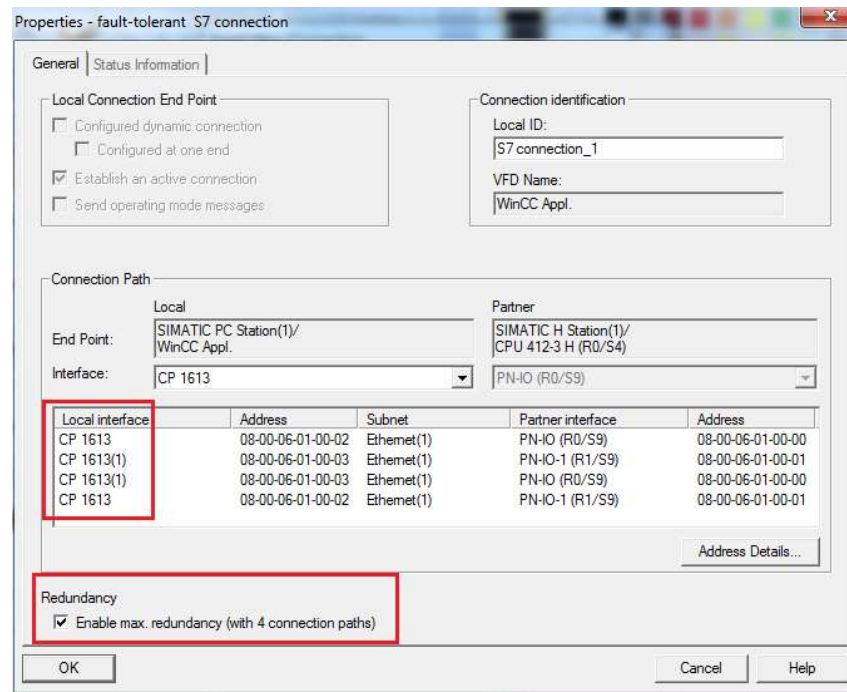 Properties - fault-tolerant S7 connection
General Status Information
Local Connection End Point
Configured dynamic connection
Configured at one end
Establish an active connection
Send operating mode messages
Connection identification
Local ID:
S7 connection_1
VFD Name:
WinCC Appl.
Connection Path
Local Partner
End Point: SIMATIC PC Station(1)/ SIMATIC H Station(1)/
WinCC Appl. CPU 412-3 H (R0/S4)
Interface: CP 1613 PN-IO (R0/S9)
Local interface Address Subnet Partner interface Address
CP 1613 08-00-06-01-00-02 Ethernet(1) PN-IO (R0/S9) 08-00-06-01-00-00
CP 1613(1) 08-00-06-01-00-03 Ethernet(1) PN-IO-1 (R1/S9) 08-00-06-01-00-01
CP 1613(1) 08-00-06-01-00-03 Ethernet(1) PN-IO (R0/S9) 08-00-06-01-00-00
CP 1613 08-00-06-01-00-02 Ethernet(1) PN-IO-1 (R1/S9) 08-00-06-01-00-01
Address Details...
Redundancy
Enable max. redundancy (with 4 connection paths)
OK Cancel Help